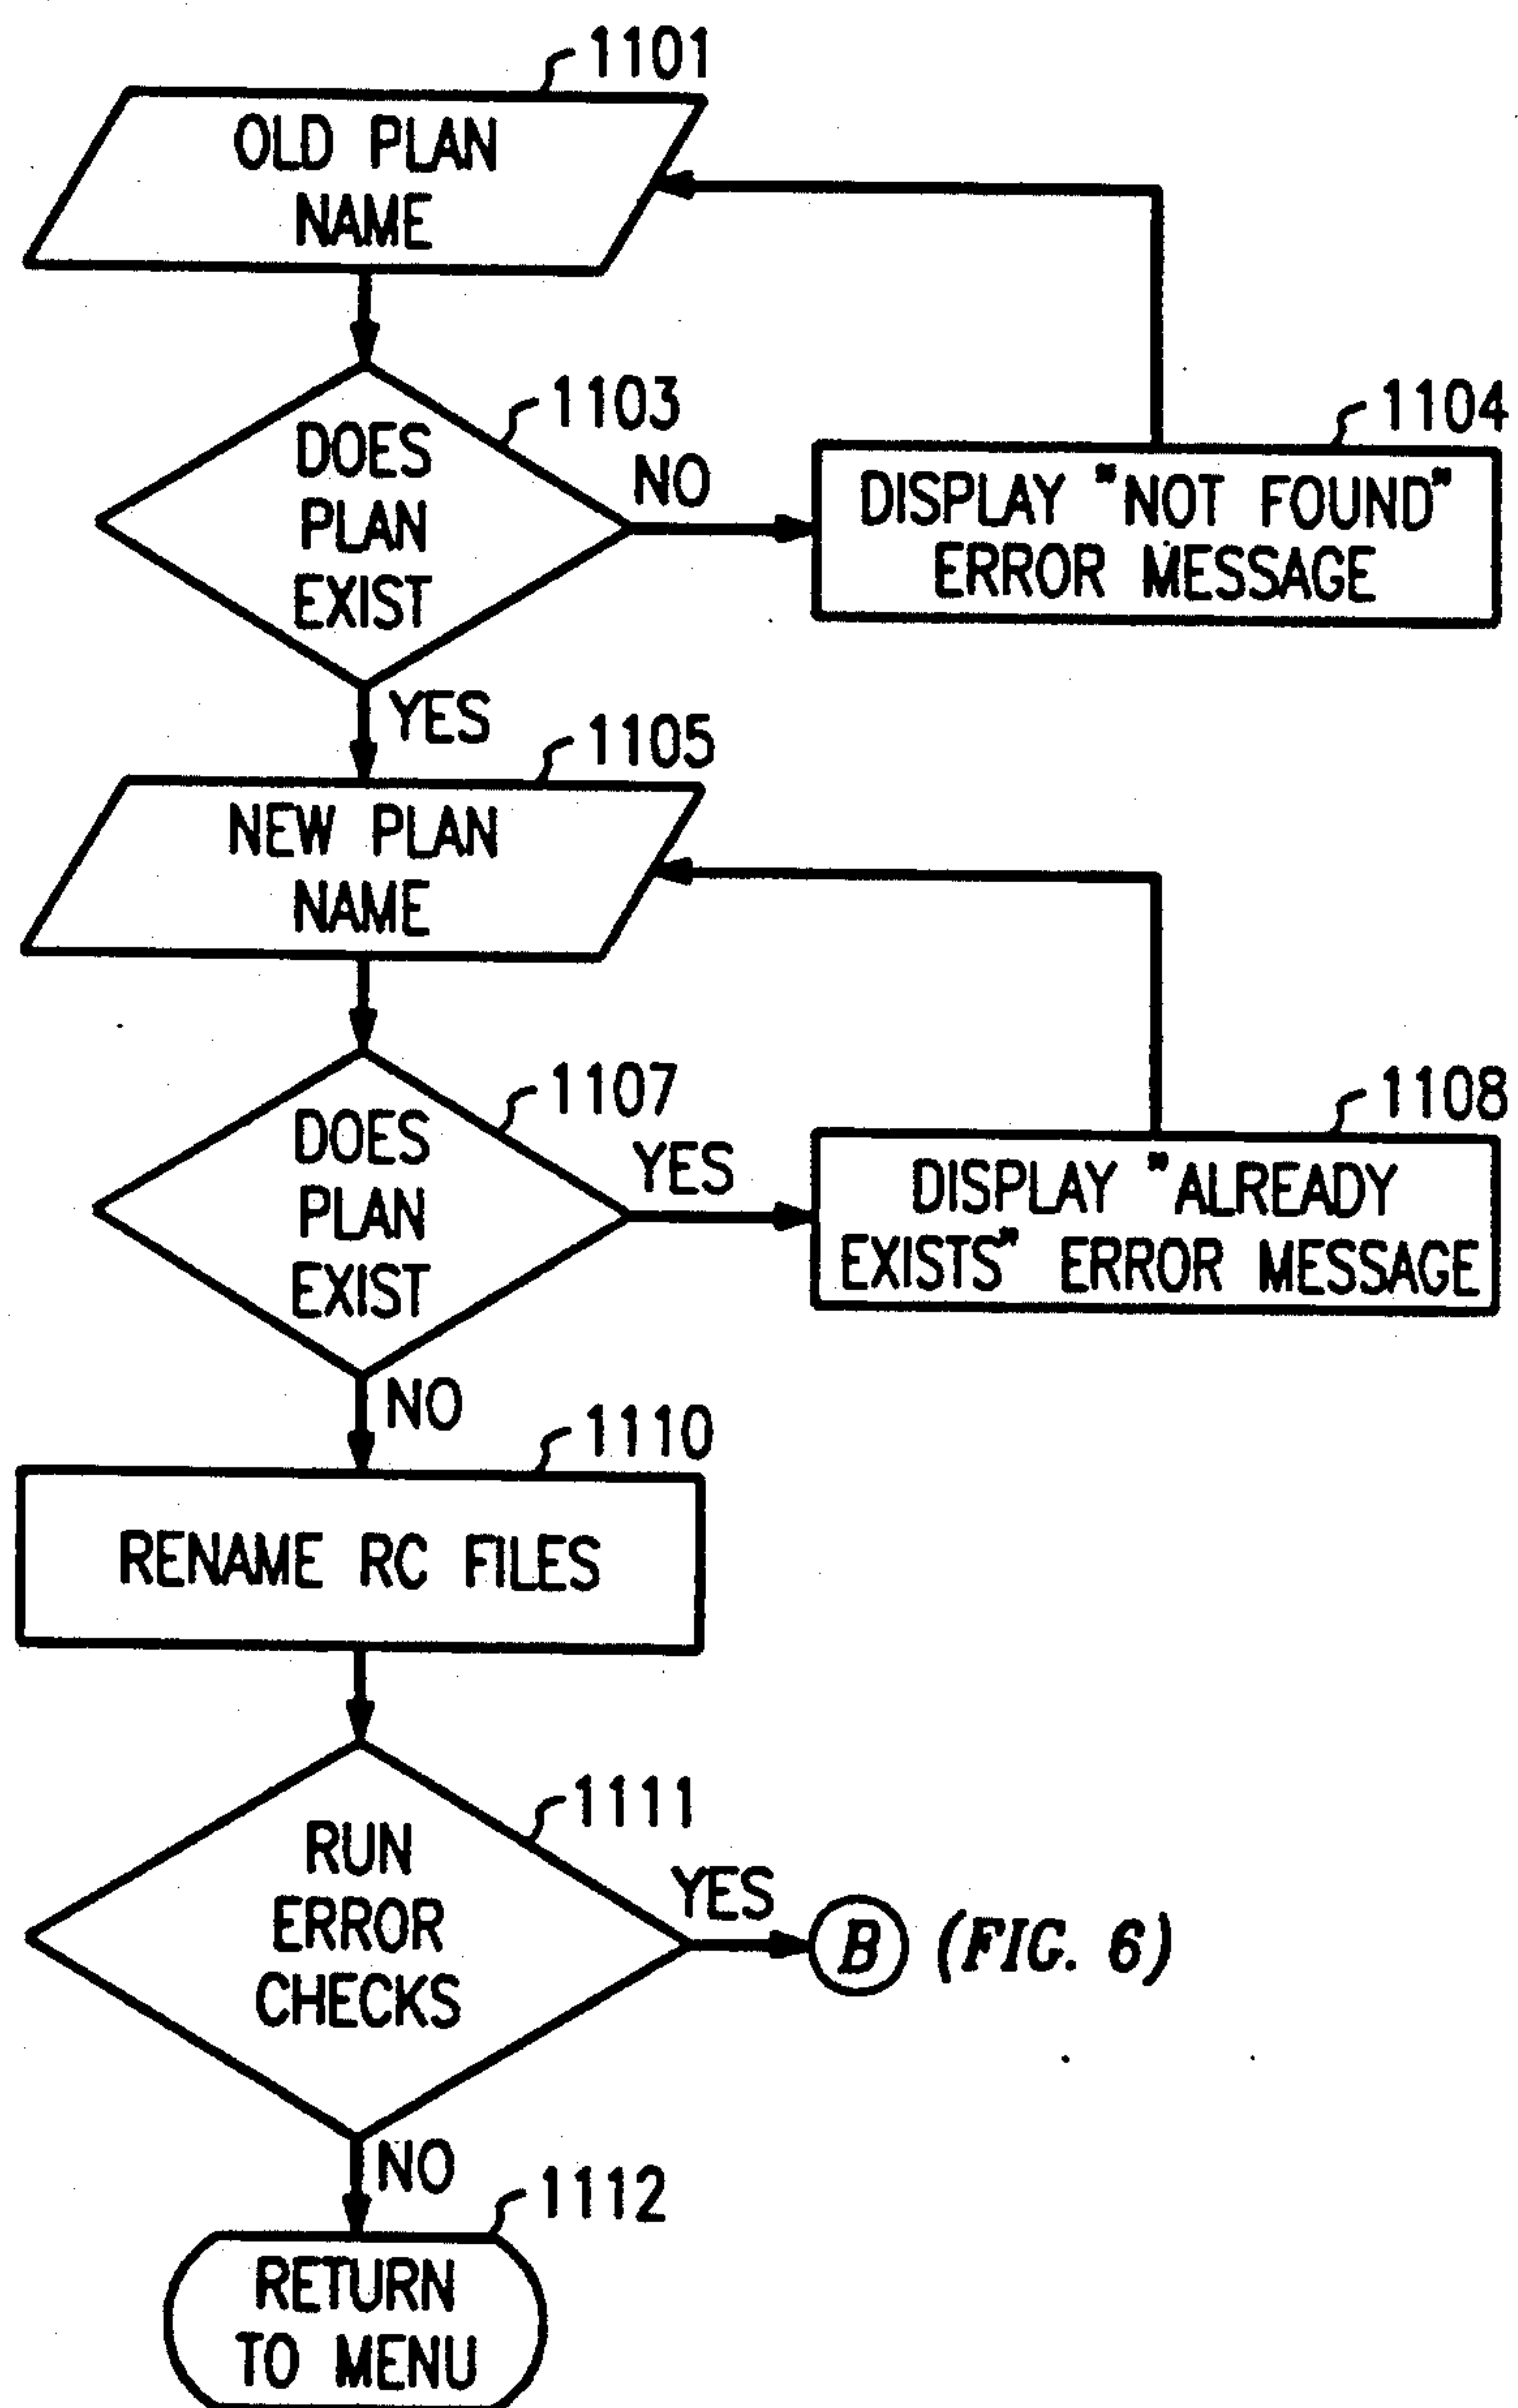 1101
OLD PLAN
NAME
1103
DOES
PLAN
EXIST
NO
1104
DISPLAY "NOT FOUND"
ERROR MESSAGE
YES
1105
NEW PLAN
NAME
1107
DOES
PLAN
EXIST
YES
1108
DISPLAY "ALREADY
EXISTS" ERROR MESSAGE
NO
1110
RENAME RC FILES
1111
RUN
ERROR
CHECKS
YES
B (FIG. 6)
NO
1112
RETURN
TO MENU